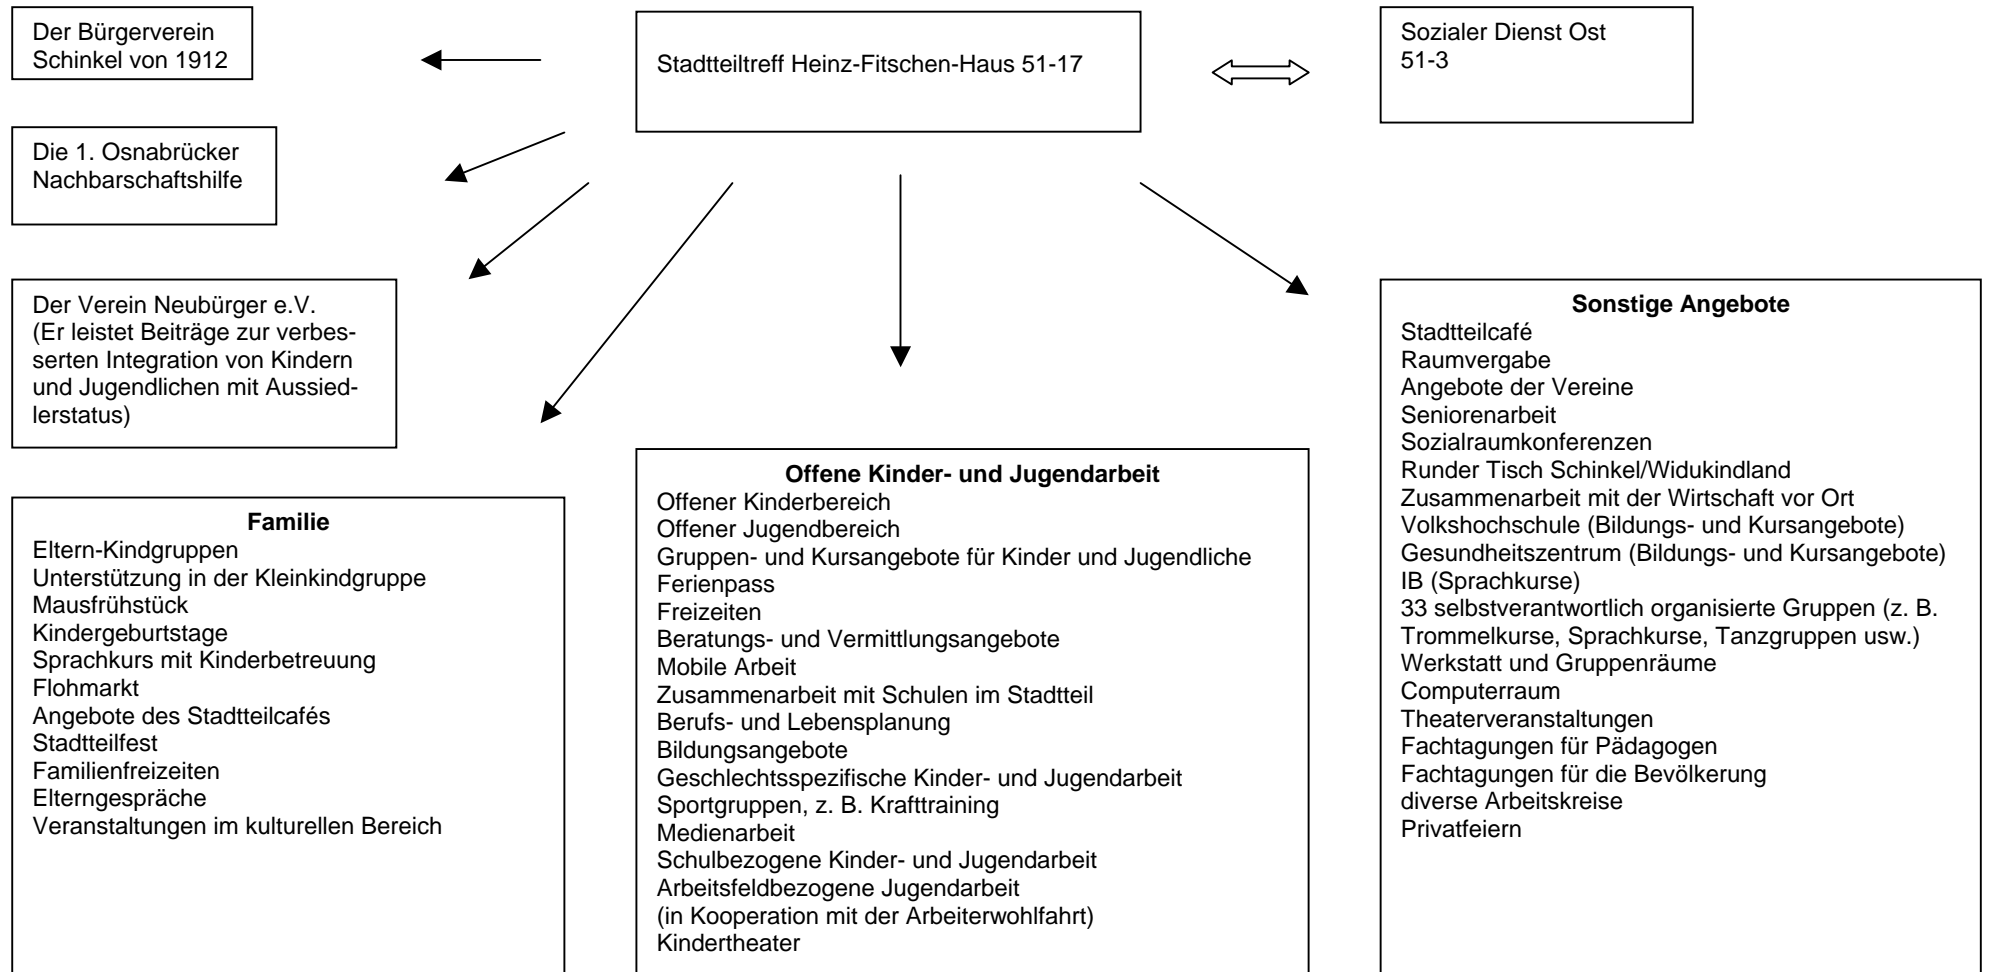 Der Bürgerverein
Schinkel von 1912
Stadtteiltreff Heinz-Fitschen-Haus 51-17
Sozialer Dienst Ost
51-3
Die 1. Osnabrücker
Nachbarschaftshilfe
Der Verein Neubürger e.V.
(Er leistet Beiträge zur verbes-
serten Integration von Kindern
und Jugendlichen mit Aussied-
lerstatus)
Familie
Eltern-Kindgruppen
Unterstützung in der Kleinkindgruppe
Mausfrühstück
Kindergeburtstage
Sprachkurs mit Kinderbetreuung
Flohmarkt
Angebote des Stadtteilcafés
Stadtteilfest
Familienfreizeiten
Elterngespräche
Veranstaltungen im kulturellen Bereich
Offene Kinder- und Jugendarbeit
Offener Kinderbereich
Offener Jugendbereich
Gruppen- und Kursangebote für Kinder und Jugendliche
Ferienpass
Freizeiten
Beratungs- und Vermittlungsangebote
Mobile Arbeit
Zusammenarbeit mit Schulen im Stadtteil
Berufs- und Lebensplanung
Bildungsangebote
Geschlechtsspezifische Kinder- und Jugendarbeit
Sportgruppen, z. B. Krafttraining
Medienarbeit
Schulbezogene Kinder- und Jugendarbeit
Arbeitsfeldbezogene Jugendarbeit
(in Kooperation mit der Arbeiterwohlfahrt)
Kindertheater
Sonstige Angebote
Stadtteilcafé
Raumvergabe
Angebote der Vereine
Seniorenarbeit
Sozialraumkonferenzen
Runder Tisch Schinkel/Widukindland
Zusammenarbeit mit der Wirtschaft vor Ort
Volkshochschule (Bildungs- und Kursangebote)
Gesundheitszentrum (Bildungs- und Kursangebote)
IB (Sprachkurse)
33 selbstverantwortlich organisierte Gruppen (z. B.
Trommelkurse, Sprachkurse, Tanzgruppen usw.)
Werkstatt und Gruppenräume
Computerraum
Theaterveranstaltungen
Fachtagungen für Pädagogen
Fachtagungen für die Bevölkerung
diverse Arbeitskreise
Privatfeiern